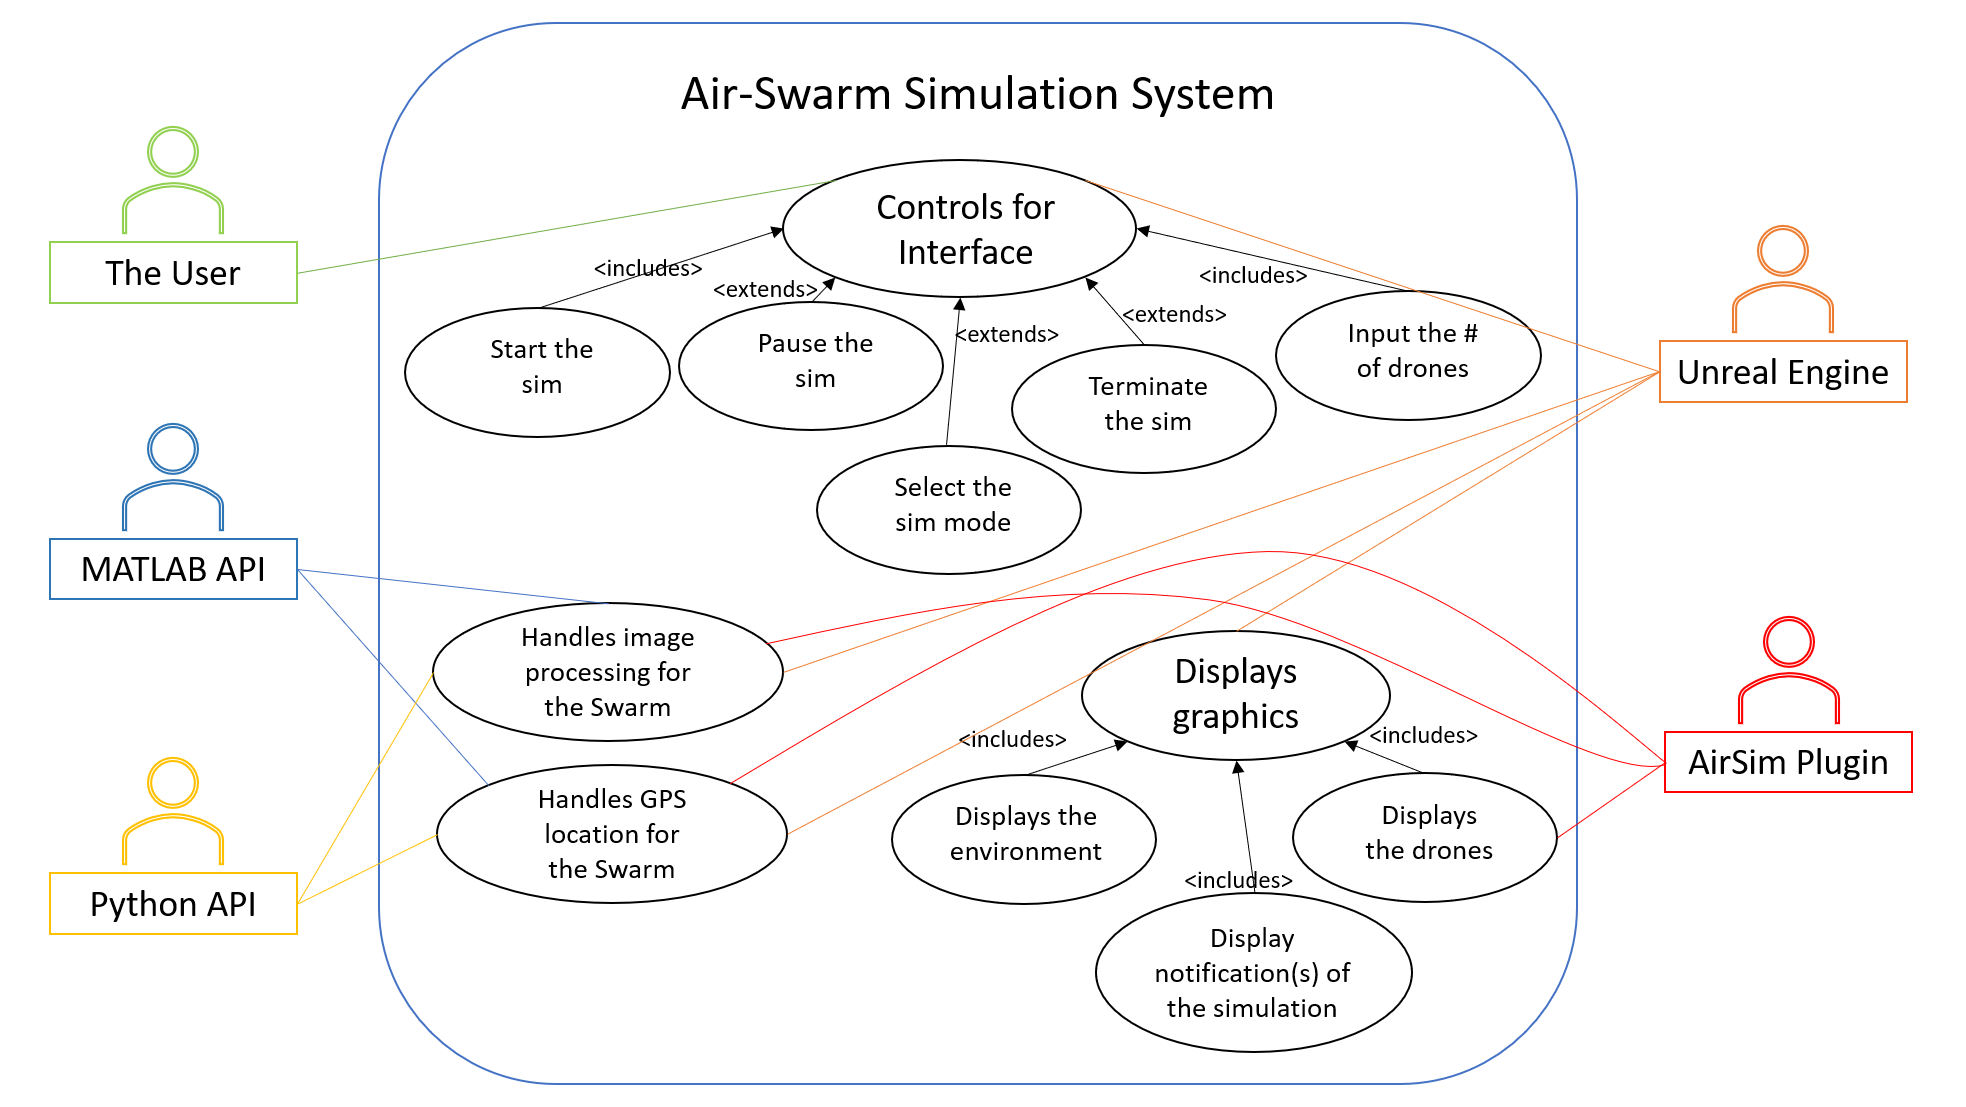 Air-Swarm Simulation System
The User
Controls for
Interface
<includes>
<extends>
<extends>
<extends>
<includes>
Start the
sim
Pause the
sim
Select the
sim mode
Terminate
the sim
Input the #
of drones
Unreal Engine
MATLAB API
Handles image
processing for
the Swarm
Displays
graphics
AirSim Plugin
<includes>
<includes>
<includes>
Python API
Handles GPS
location for
the Swarm
Displays the
environment
Displays
the drones
Display
notification(s) of
the simulation